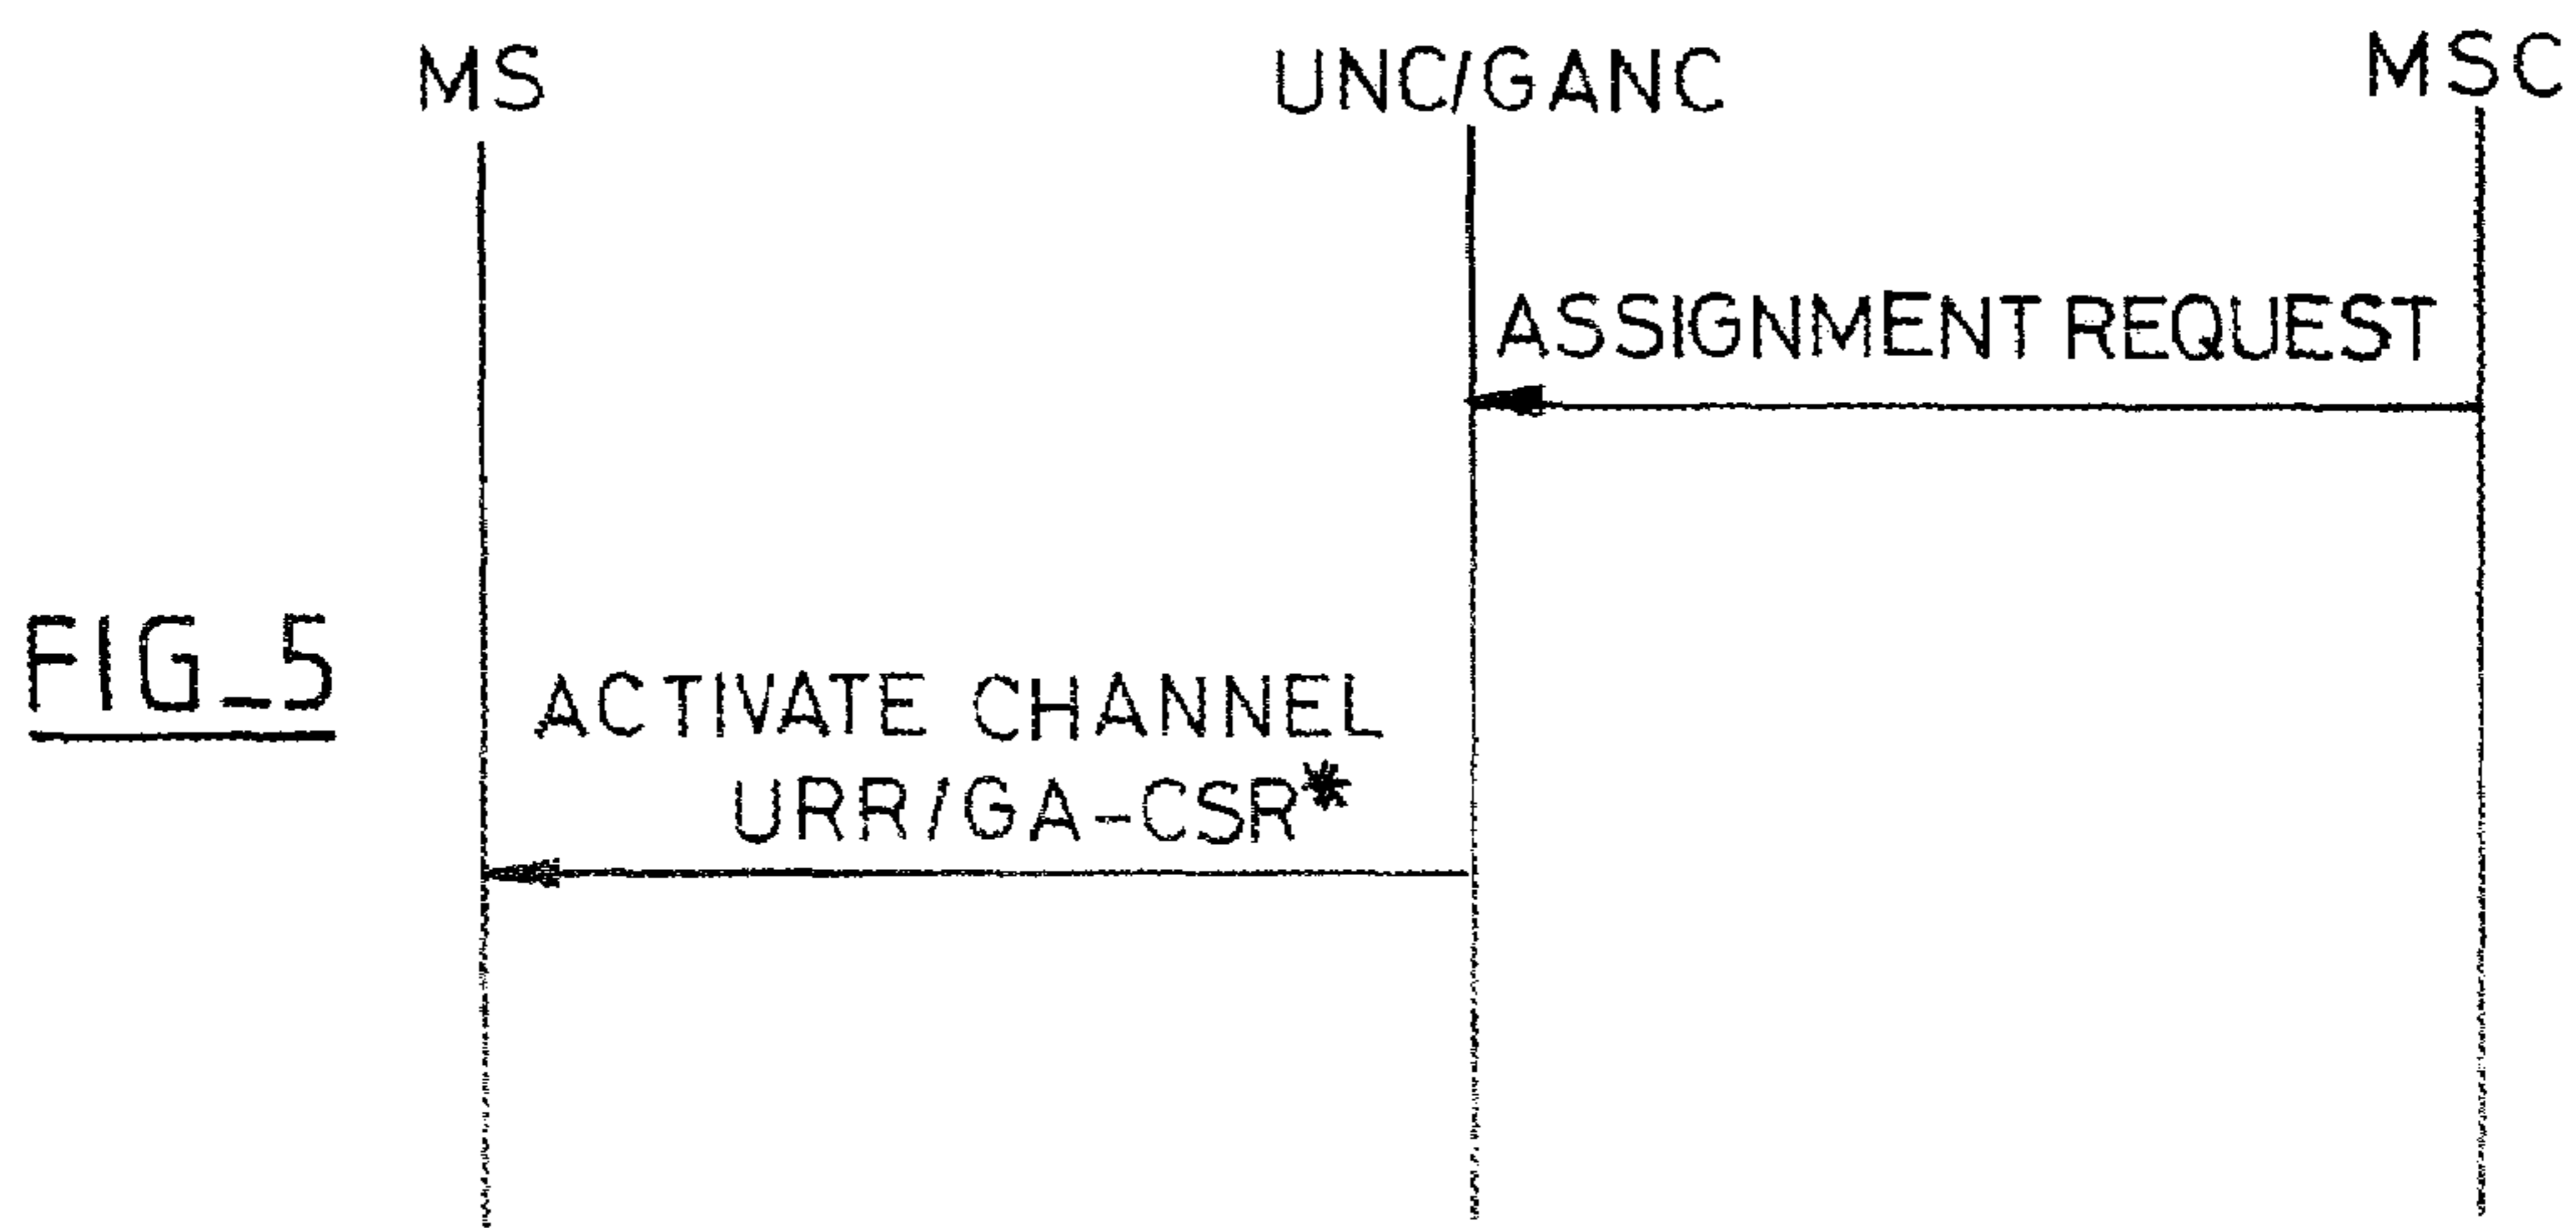 MS UNC/GANC MSC
ASSIGNMENT REQUEST
FIG_5
ACTIVATE CHANNEL
URR/GA-CSR*